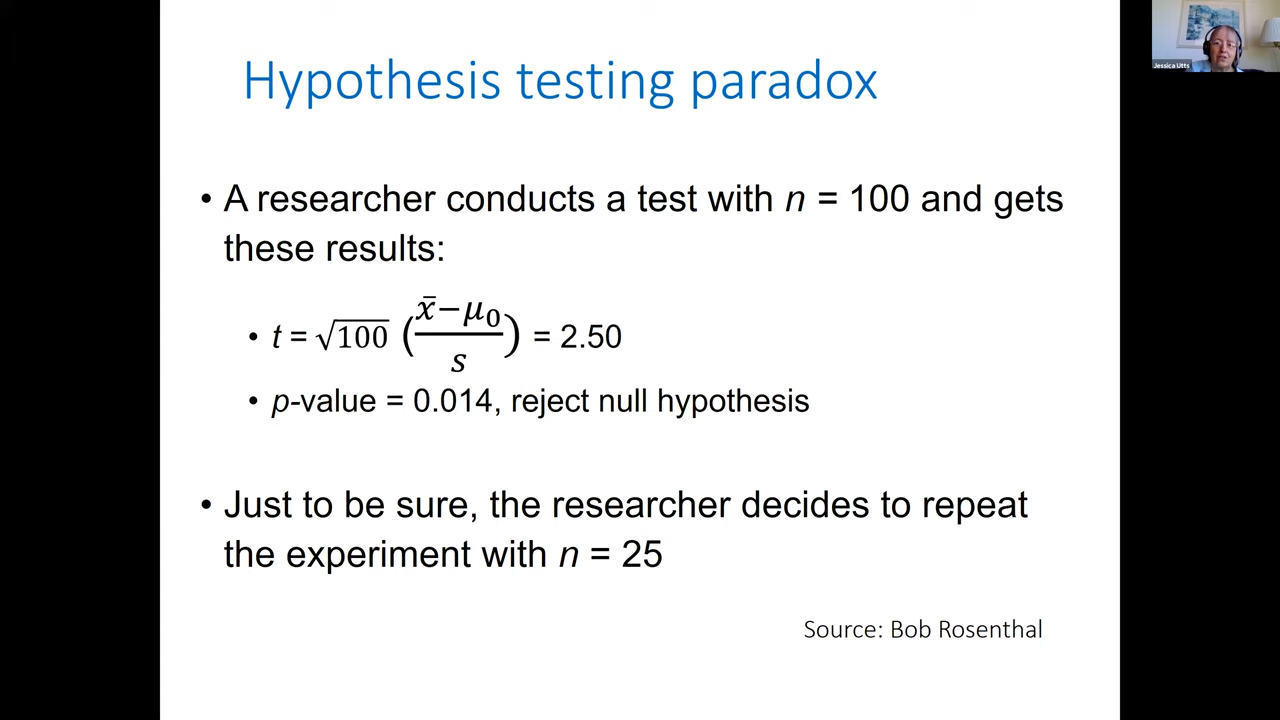 Hypothesis testing paradox
Jessica Utts
• A researcher conducts a test with n = 100 and gets
these results:
• t = √100 (x̄−μ₀/s) = 2.50
• p-value = 0.014, reject null hypothesis
• Just to be sure, the researcher decides to repeat
the experiment with n = 25
Source: Bob Rosenthal